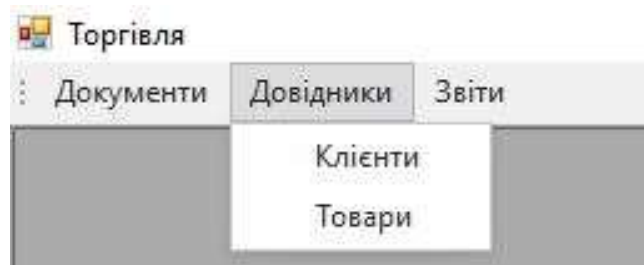 Торгівля
Документи Довідники Звіти
Клієнти
Товари